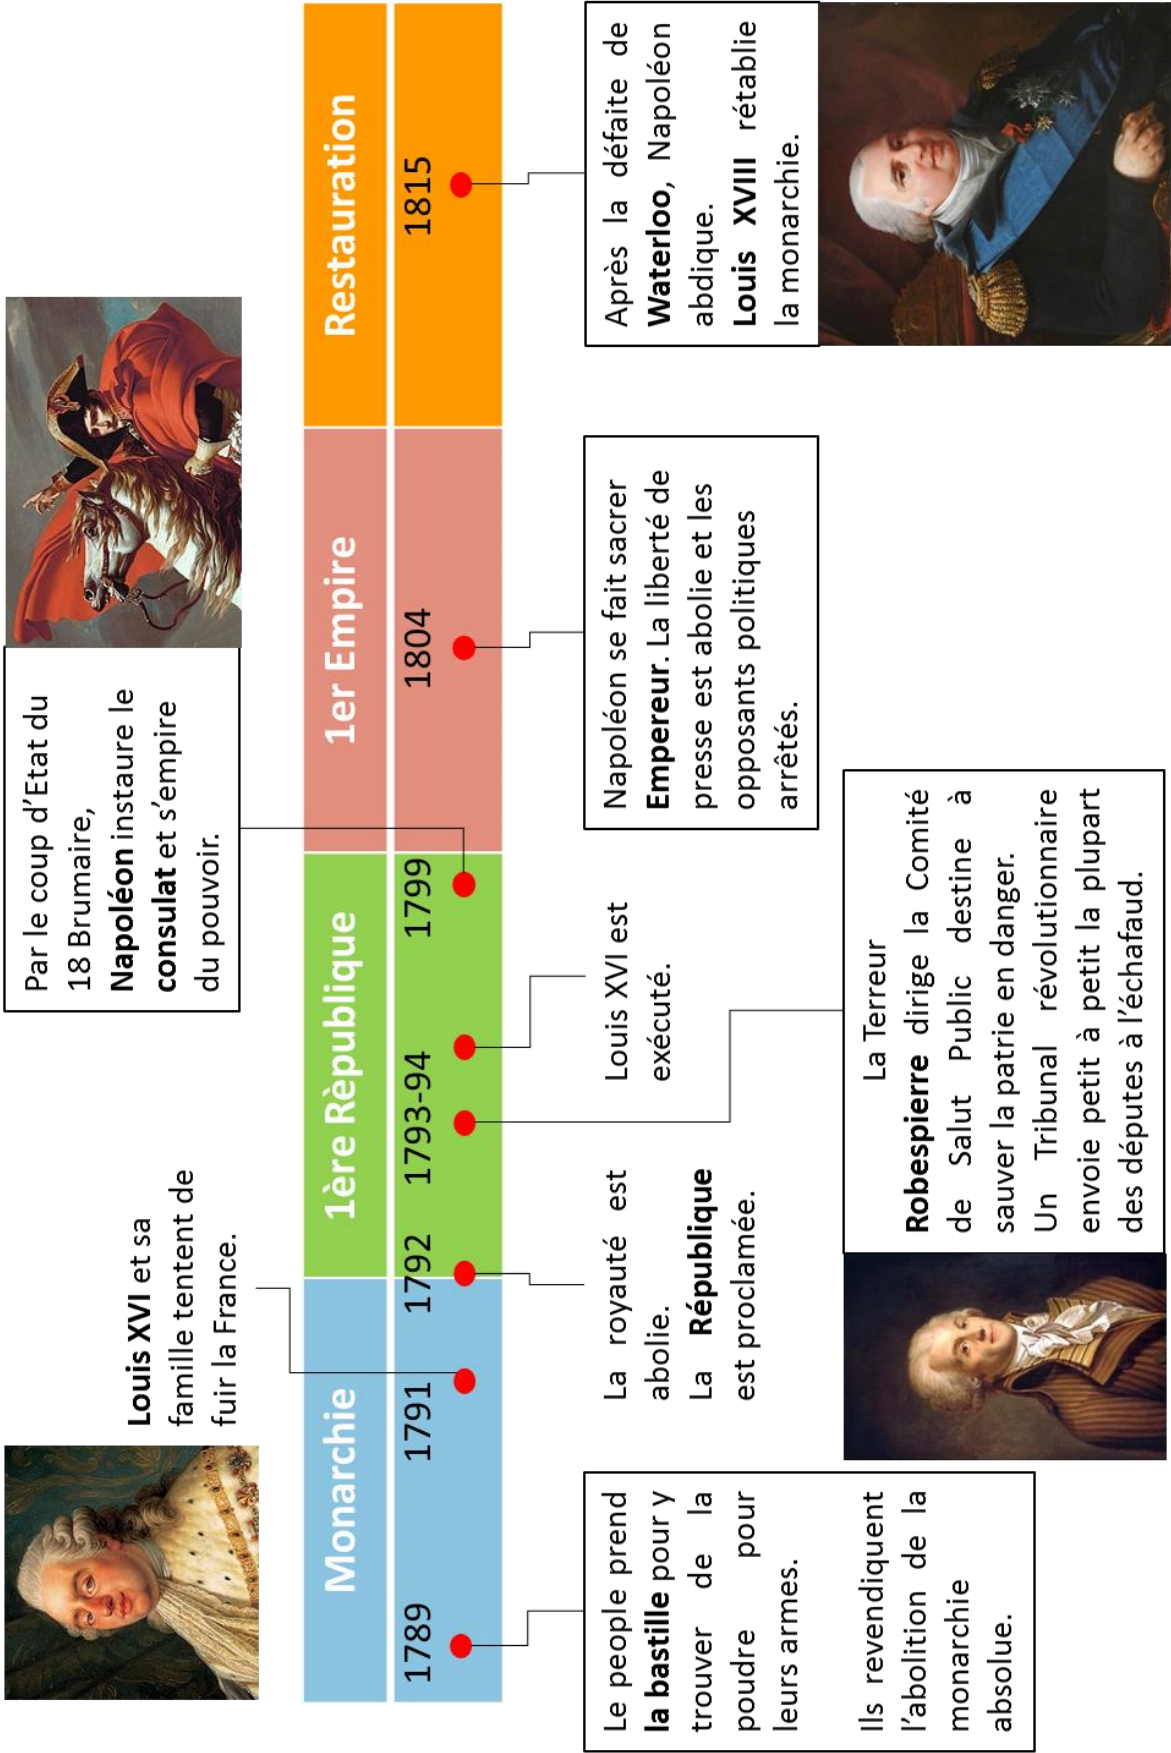 Par le coup d'Etat du
18 Brumaire,
Napoléon instaure le
consulat et s'empire
du pouvoir.
Louis XVI et sa
famille tentent de
fuir la France.
Monarchie
1ère Rèpublique
1er Empire
Restauration
1789
1791
1792
1793-94
1799
1804
1815
Le people prend
la bastille pour y
trouver de la
poudre pour
leurs armes.
Ils revendiquent
l'abolition de la
monarchie
absolue.
La royauté est
abolie.
La République
est proclamée.
Louis XVI est
exécuté.
Napoléon se fait sacrer
Empereur. La liberté de
presse est abolie et les
opposants politiques
arrêtés.
Après la défaite de
Waterloo, Napoléon
abdique.
Louis XVIII rétablie
la monarchie.
La Terreur
Robespierre dirige la Comité
de Salut Public destine à
sauver la patrie en danger.
Un Tribunal révolutionnaire
envoie petit à petit la plupart
des députes à l'échafaud.